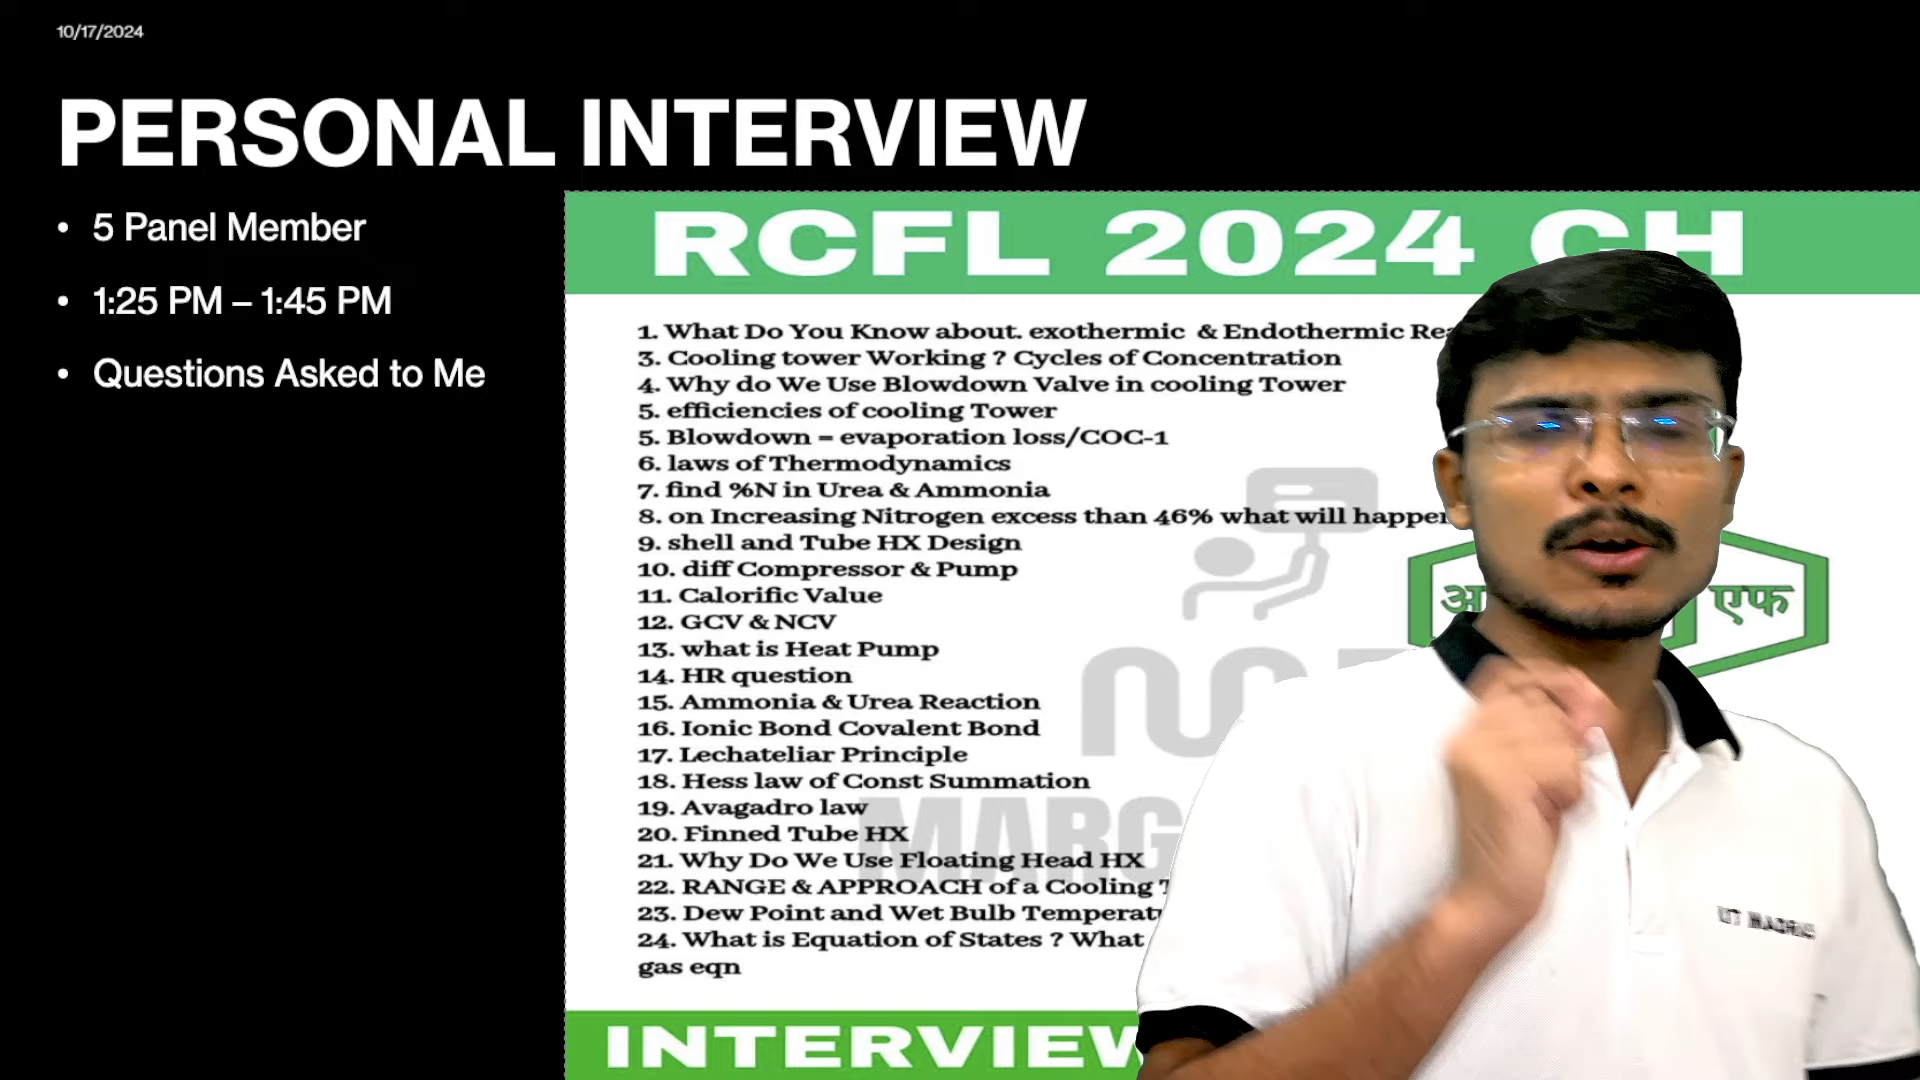 10/17/2024
PERSONAL INTERVIEW
• 5 Panel Member
• 1:25 PM – 1:45 PM
• Questions Asked to Me
RCFL 2024 CH
1. What Do You Know about. exothermic & Endothermic
3. Cooling tower Working ? Cycles of Concentration
4. Why do We Use Blowdown Valve in cooling Tower
5. efficiencies of cooling Tower
5. Blowdown = evaporation loss/COC-1
6. laws of Thermodynamics
7. find %N in Urea & Ammonia
8. on Increasing Nitrogen excess than 46% what will happen
9. shell and Tube HX Design
10. diff Compressor & Pump
11. Calorific Value
12. GCV & NCV
13. what is Heat Pump
14. HR question
15. Ammonia & Urea Reaction
16. Ionic Bond Covalent Bond
17. Lechateliar Principle
18. Hess law of Const Summation
19. Avagadro law
20. Finned Tube HX
21. Why Do We Use Floating Head HX
22. RANGE & APPROACH of a Cooling
23. Dew Point and Wet Bulb
24. What is Equation of States ? What
gas eqn
एफ
INTERVIEW